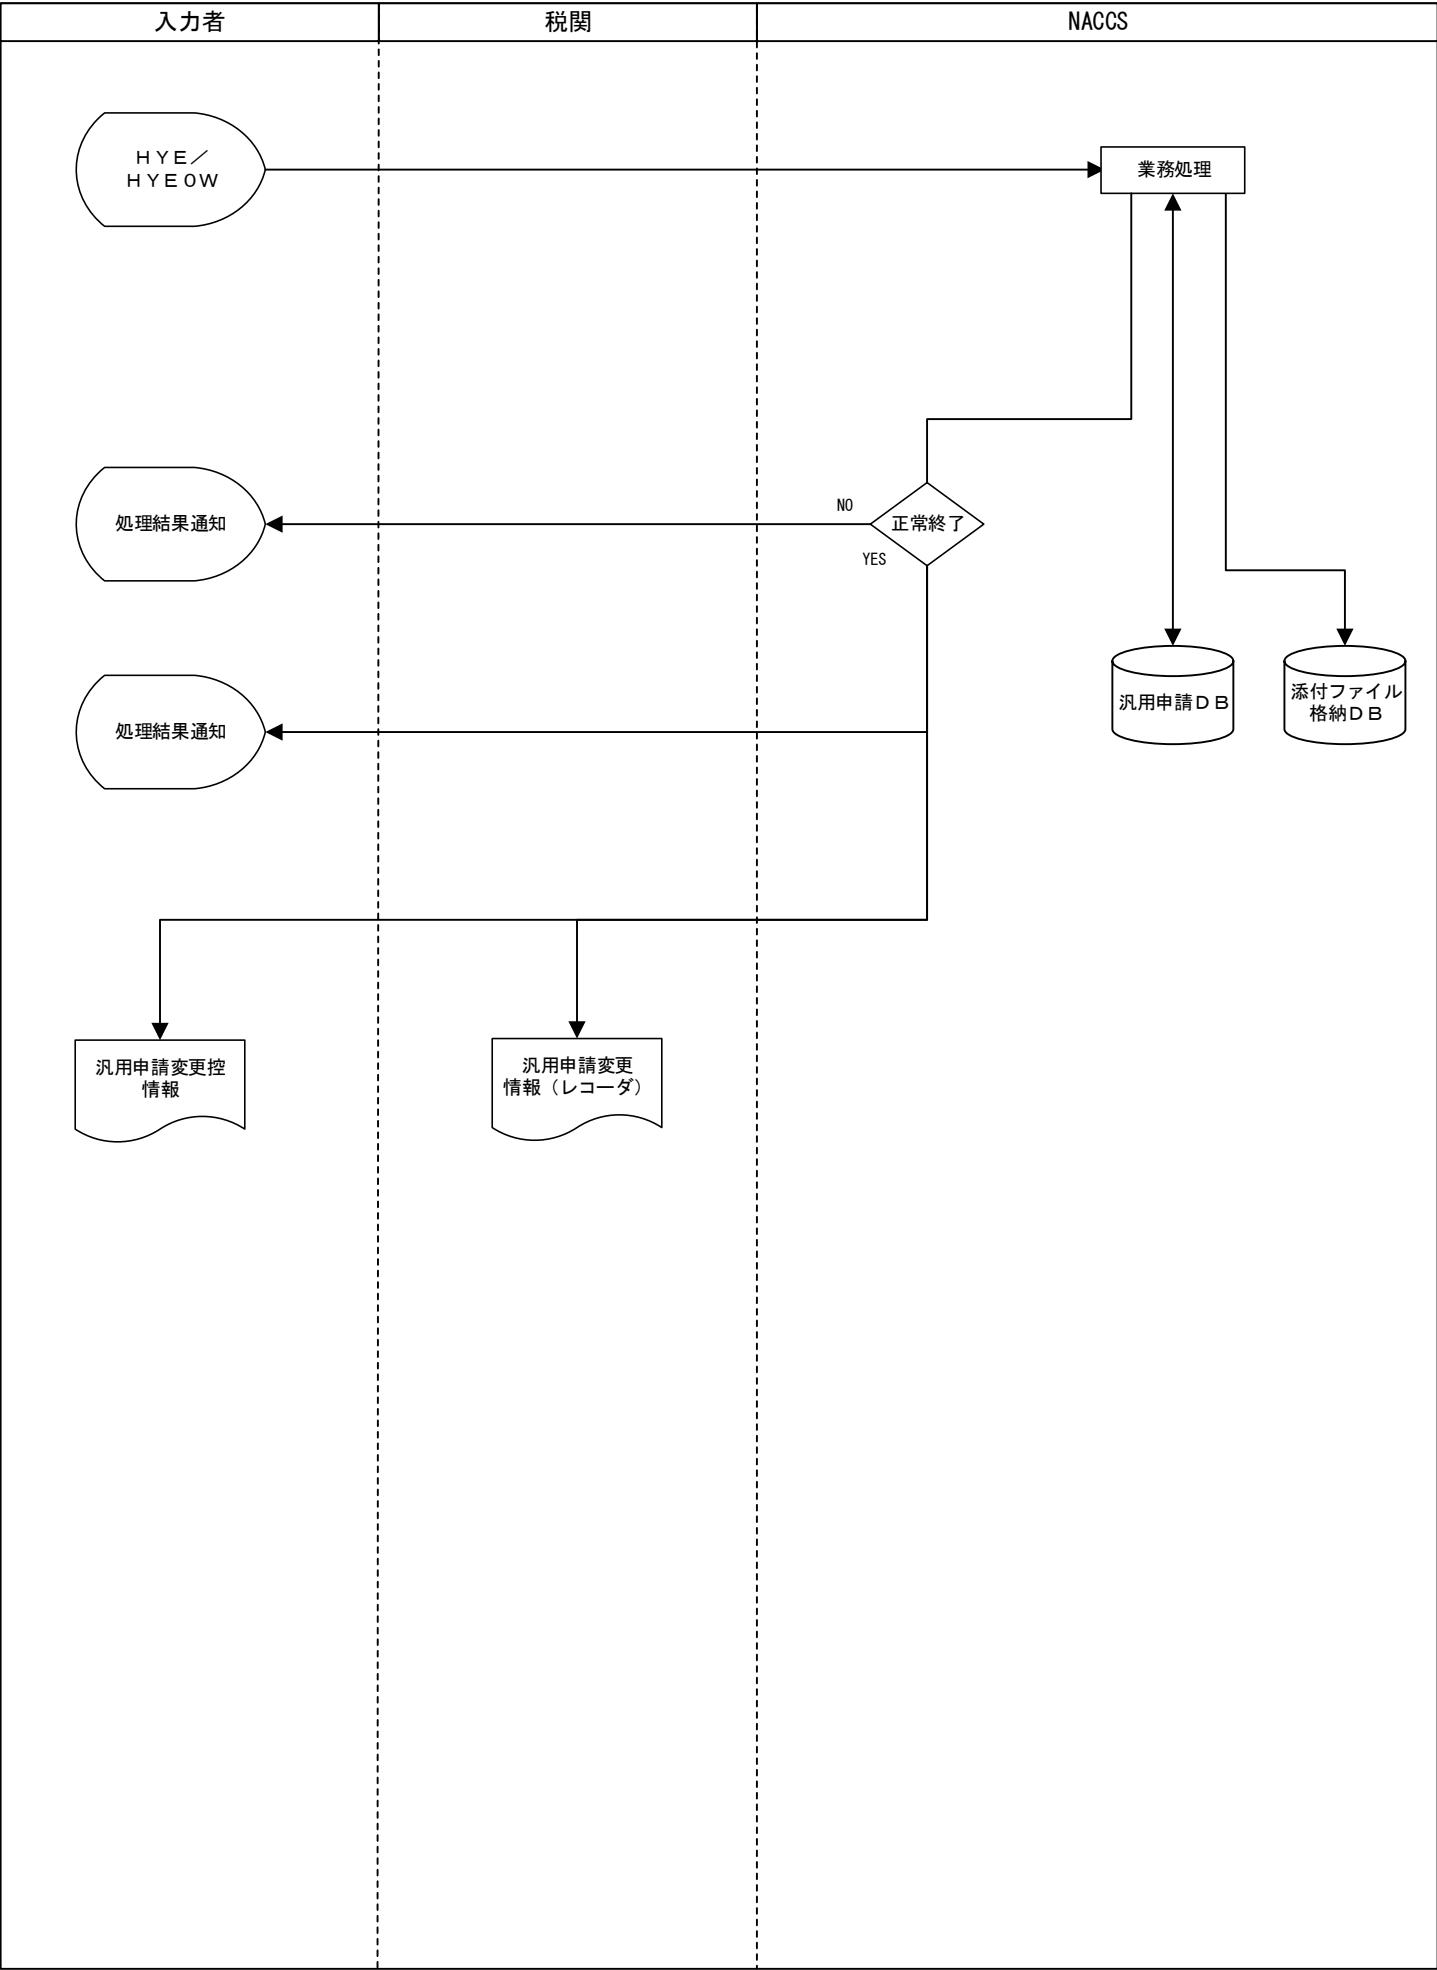 入力者
税関
NACCS
ＨＹＥ／
ＨＹＥ０Ｗ
業務処理
NO
処理結果通知
正常終了
YES
処理結果通知
汎用申請ＤＢ
添付ファイル
格納ＤＢ
汎用申請変更控
情報
汎用申請変更
情報（レコーダ）